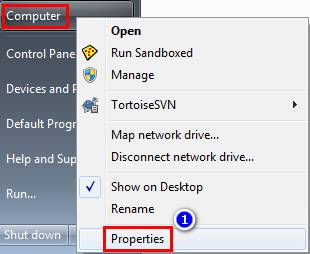 Computer
Control Pane
Devices and P
Default Progr
Help and Sup
Run...
Shut down
Open
Run Sandboxed
Manage
TortoiseSVN
Map network drive...
Disconnect network drive...
Show on Desktop
Rename
1
Properties